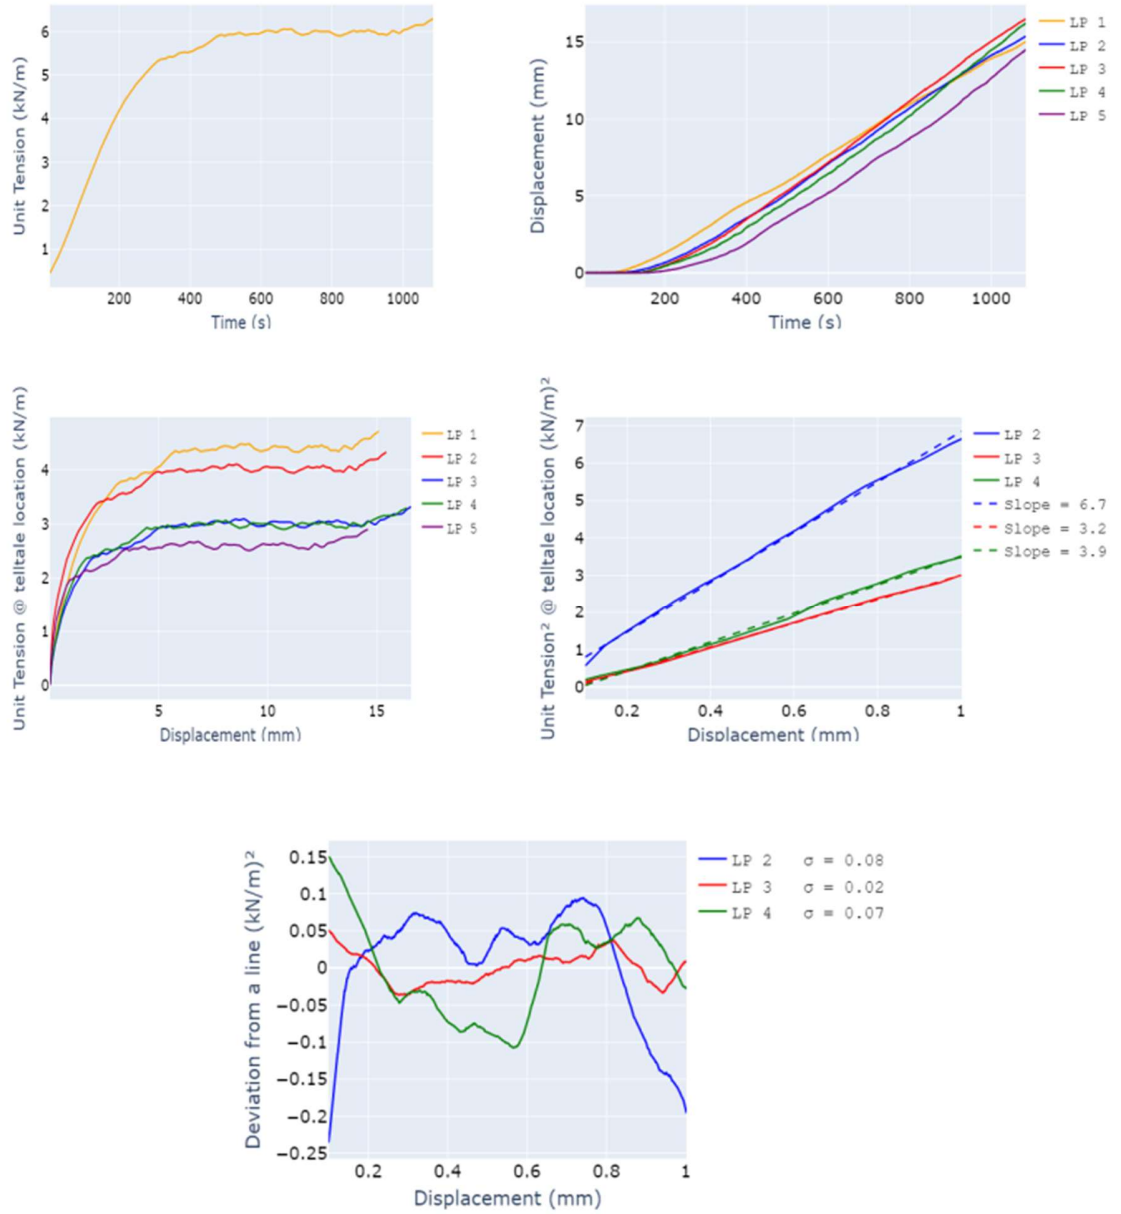 Unit Tension (kN/m)
6
5
4
3
2
1
200 400 600 800 1000
Time (s)
Displacement (mm)
15
10
5
0
200 400 600 800 1000
Time (s)
LP 1
LP 2
LP 3
LP 4
LP 5
Unit Tension @ telltale location (kN/m)
4
3
2
1
0
5 10 15
Displacement (mm)
LP 1
LP 2
LP 3
LP 4
LP 5
Unit Tension² @ telltale location (kN/m)²
7
6
5
4
3
2
1
0
0.2 0.4 0.6 0.8 1
Displacement (mm)
LP 2
LP 3
LP 4
Slope = 6.7
Slope = 3.2
Slope = 3.9
Deviation from a line (kN/m)²
0.15
0.1
0.05
0
−0.05
−0.1
−0.15
−0.2
−0.25
0.2 0.4 0.6 0.8 1
Displacement (mm)
LP 2 σ = 0.08
LP 3 σ = 0.02
LP 4 σ = 0.07